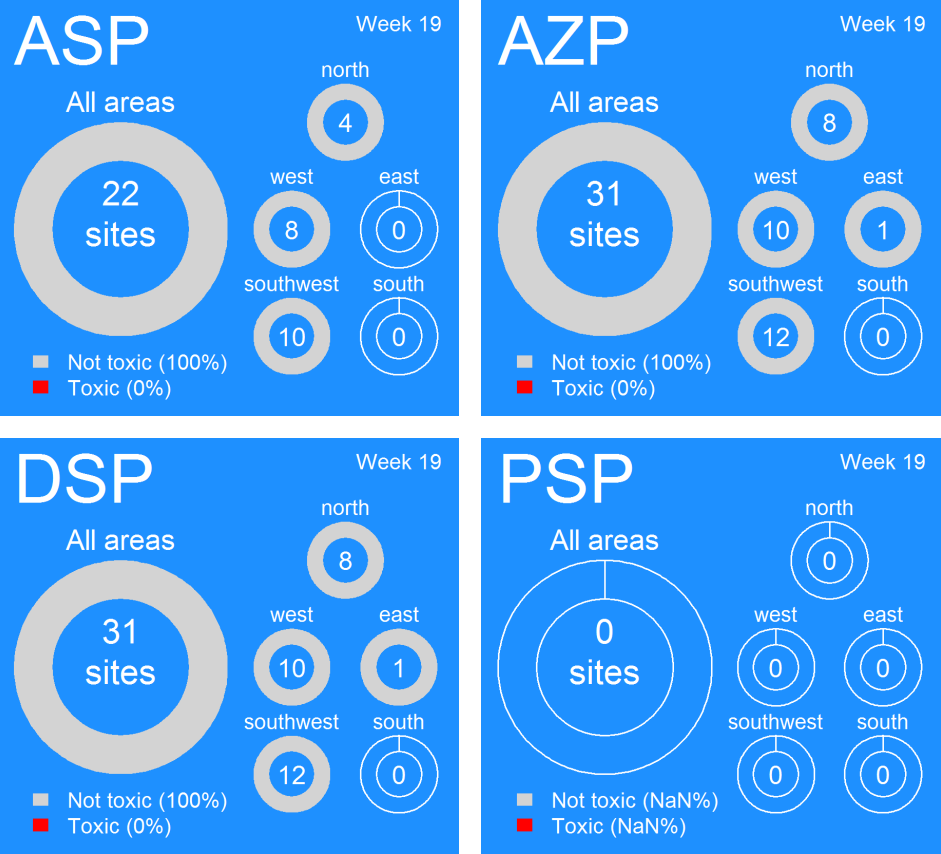 ASP
Week 19
north
All areas
4
22
sites
west
east
8
0
southwest
south
10
0
Not toxic (100%)
Toxic (0%)
AZP
Week 19
north
All areas
8
31
sites
west
east
10
1
southwest
south
12
0
Not toxic (100%)
Toxic (0%)
DSP
Week 19
north
All areas
8
31
sites
west
east
10
1
southwest
south
12
0
Not toxic (100%)
Toxic (0%)
PSP
Week 19
north
All areas
0
0
sites
west
east
0
0
southwest
south
0
0
Not toxic (NaN%)
Toxic (NaN%)